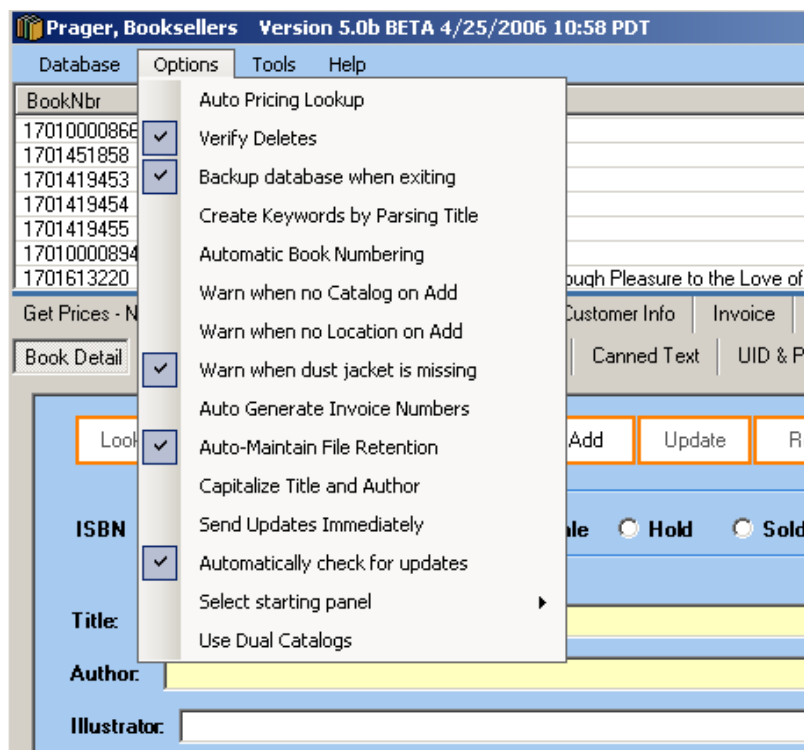 Prager, Booksellers Version 5.0b BETA 4/25/2006 10:58 PDT
Database Options Tools Help
BookNbr
Auto Pricing Lookup
17010000868
Verify Deletes
1701451858
1701419453
Backup database when exiting
1701419454
Create Keywords by Parsing Title
1701419455
17010000894
Automatic Book Numbering
1701613220
ough Pleasure to the Love of
Warn when no Catalog on Add
Get Prices - N
Customer Info Invoice
Warn when no Location on Add
Book Detail
Canned Text UID & P
Warn when dust jacket is missing
Auto Generate Invoice Numbers
Look
Add Update R
Auto-Maintain File Retention
Capitalize Title and Author
ISBN
Send Updates Immediately
ale Hold Sold
Automatically check for updates
Select starting panel
Title:
Use Dual Catalogs
Author:
Illustrator: